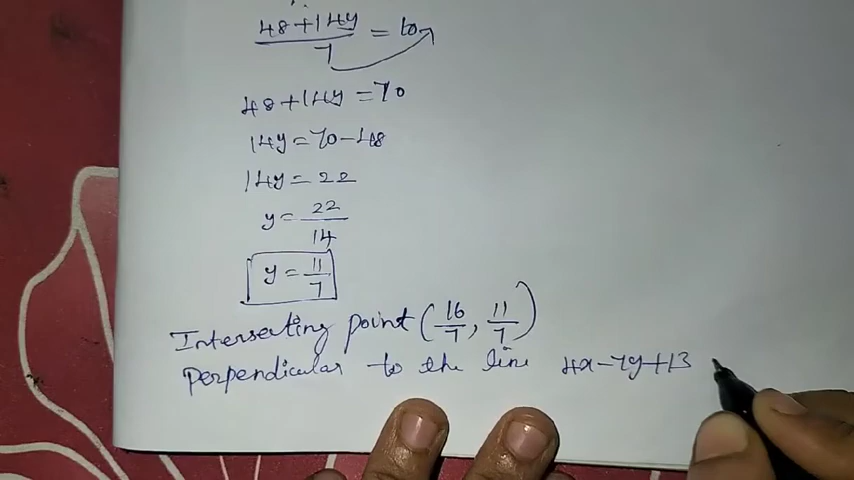 48+14y / 7 = 10
48+14y = 70
14y = 70-48
14y = 22
y = 22/14
y = 11/7
Intersecting point (16/7, 11/7)
perpendicular to the line 4x-7y+13